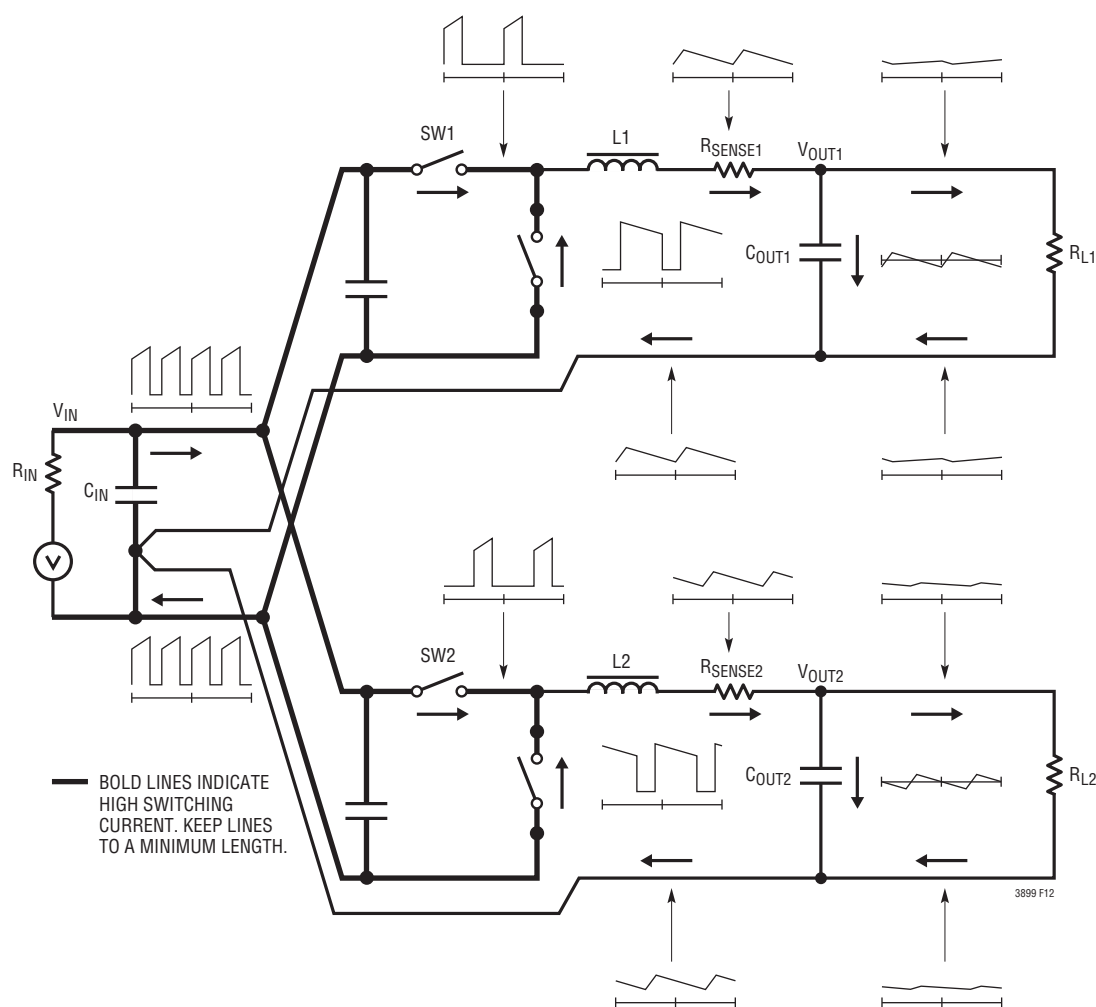 SW1
L1
RSENSE1
VOUT1
COUT1
RL1
VIN
RIN
CIN
V
SW2
L2
RSENSE2
VOUT2
COUT2
RL2
BOLD LINES INDICATE
HIGH SWITCHING
CURRENT. KEEP LINES
TO A MINIMUM LENGTH.
3899 F12